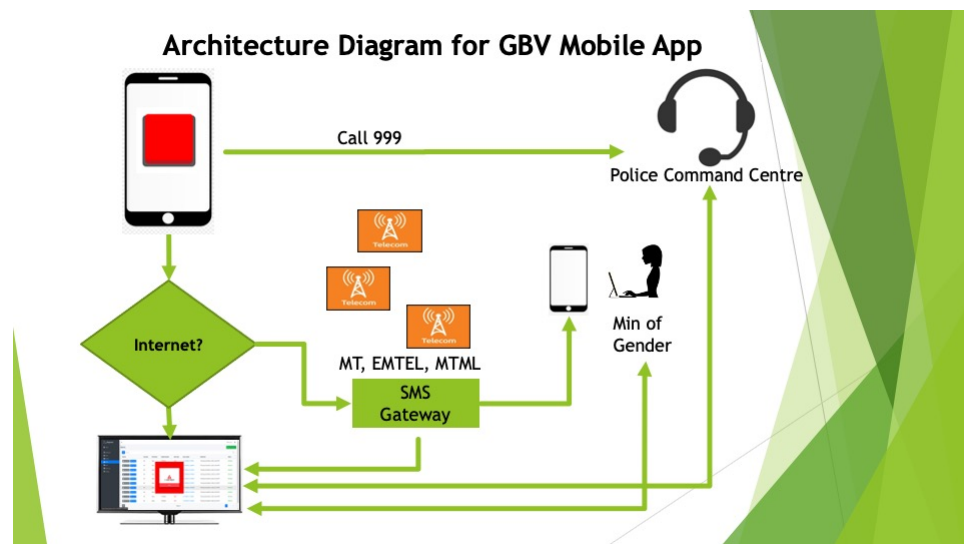 Architecture Diagram for GBV Mobile App
Call 999
Police Command Centre
Telecom
Telecom
Telecom
MT, EMTEL, MTML
Internet?
SMS
Gateway
Min of
Gender